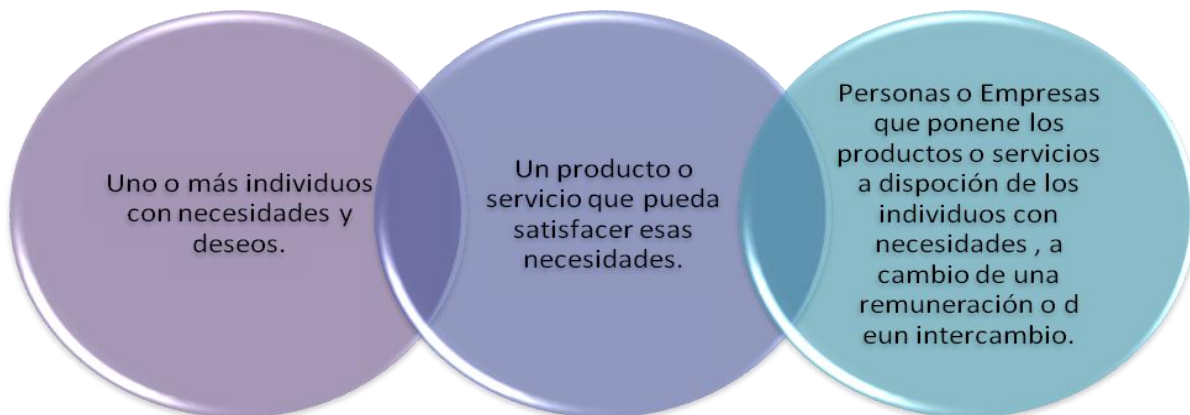 Uno o más individuos
con necesidades y
deseos.
Un producto o
servicio que pueda
satisfacer esas
necesidades.
Personas o Empresas
que ponene los
productos o servicios
a dispoción de los
individuos con
necesidades , a
cambio de una
remuneración o d
eun intercambio.